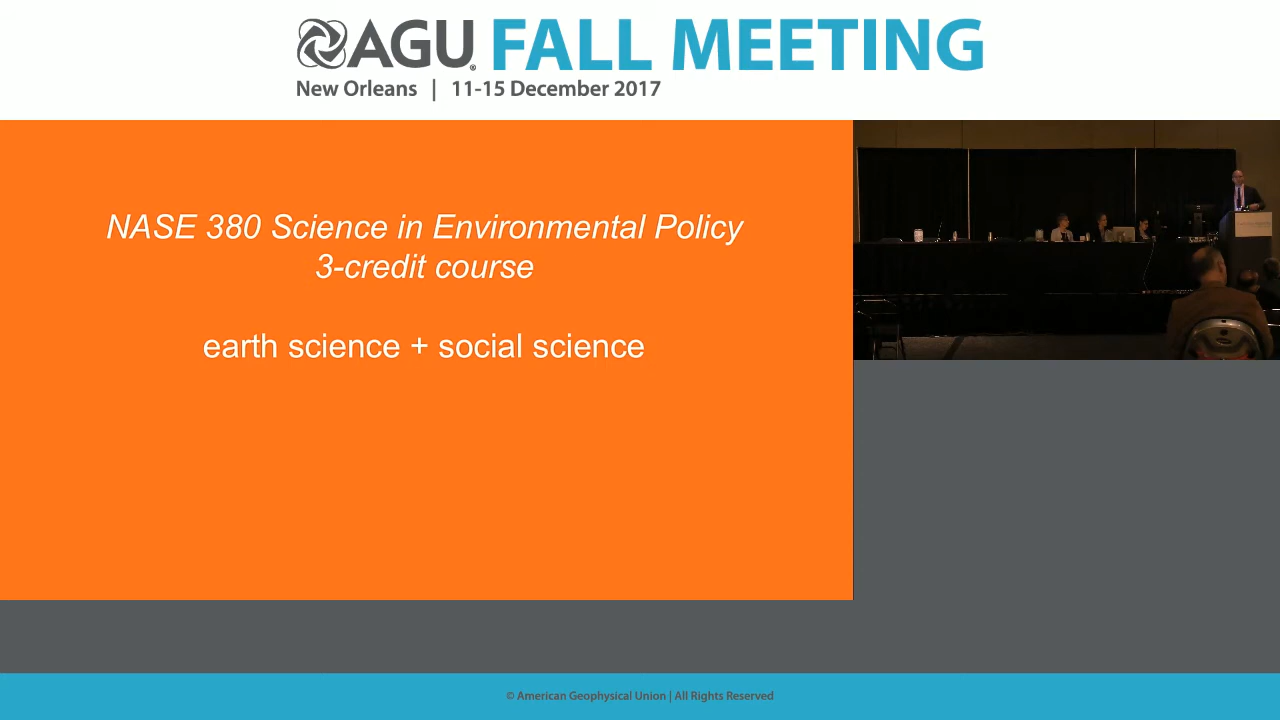 AGU FALL MEETING
New Orleans | 11-15 December 2017
NASE 380 Science in Environmental Policy
3-credit course
earth science + social science
© American Geophysical Union | All Rights Reserved